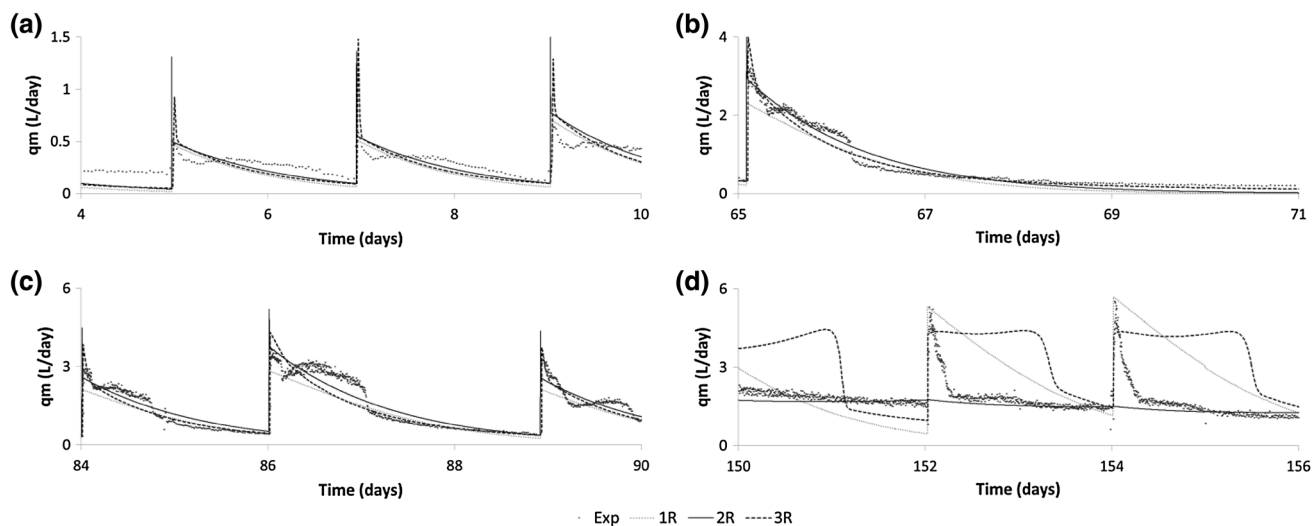 (a)
1.5
1
0.5
0
qm (L/day)
4
6
8
10
Time (days)
(b)
4
2
0
qm (L/day)
65
67
69
71
Time (days)
(c)
6
3
0
qm (L/day)
84
86
88
90
Time (days)
(d)
6
3
0
qm (L/day)
150
152
154
156
Time (days)
Exp 1R 2R 3R